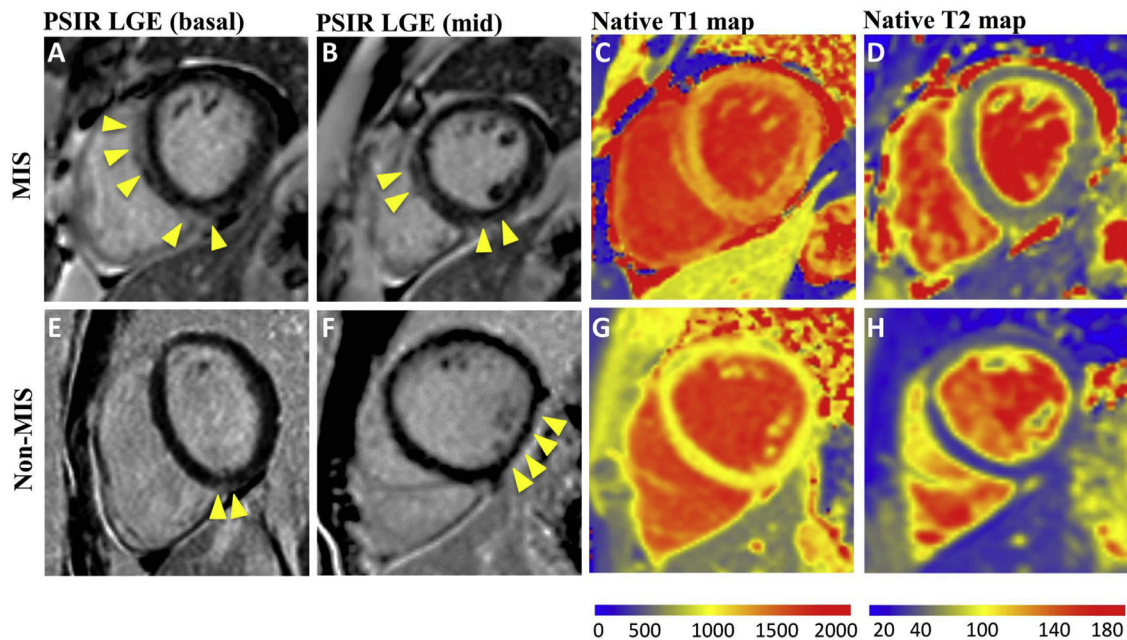 PSIR LGE (basal) PSIR LGE (mid) Native T1 map Native T2 map
MIS
A B C D
Non-MIS
E F G H
0 500 1000 1500 2000 20 40 100 140 180